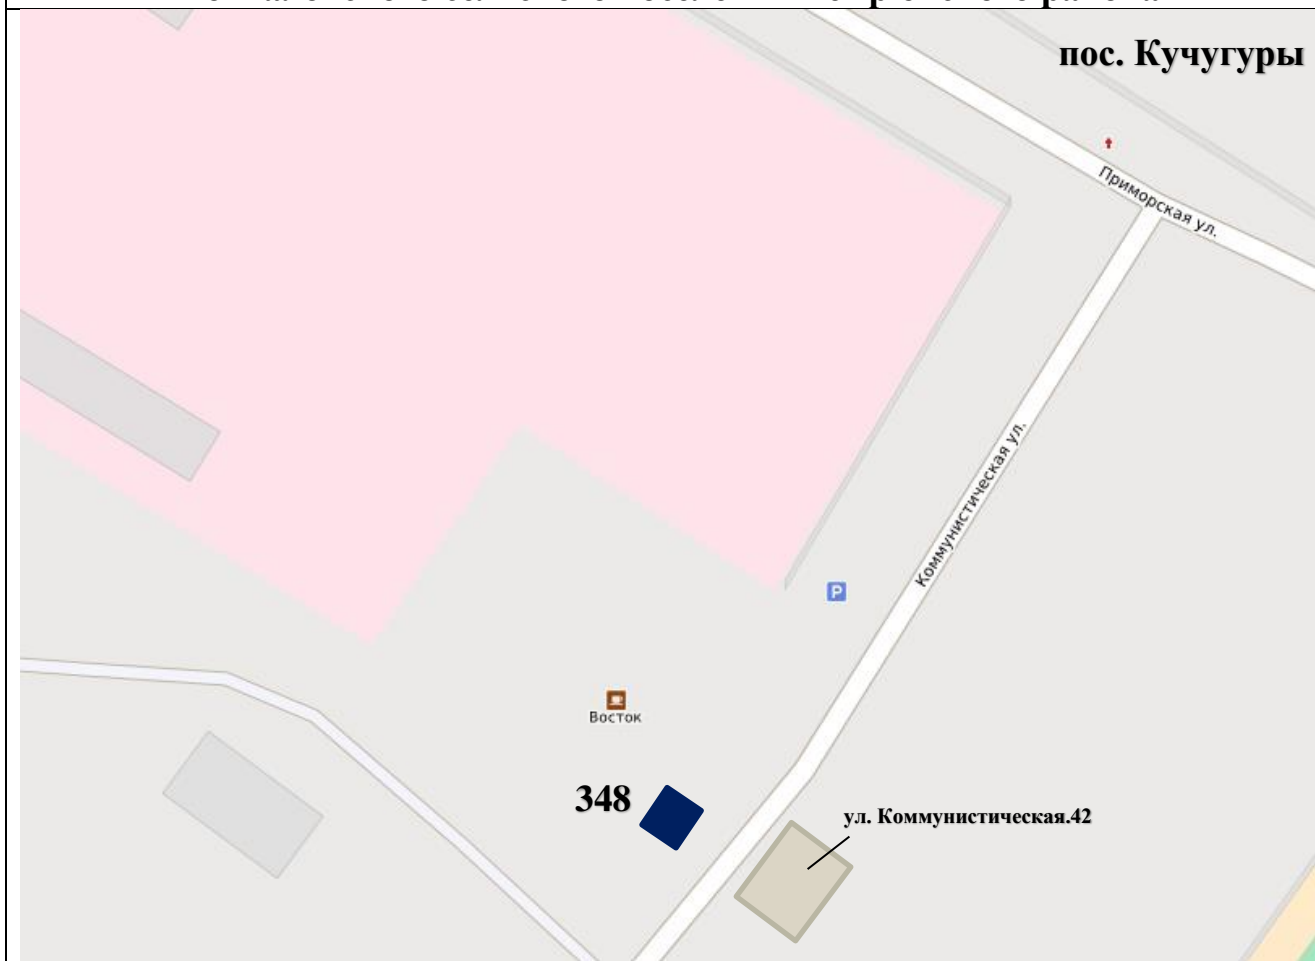 пос. Кучугуры
Приморская ул.
Коммунистическая ул.
P
Восток
348
ул. Коммунистическая.42